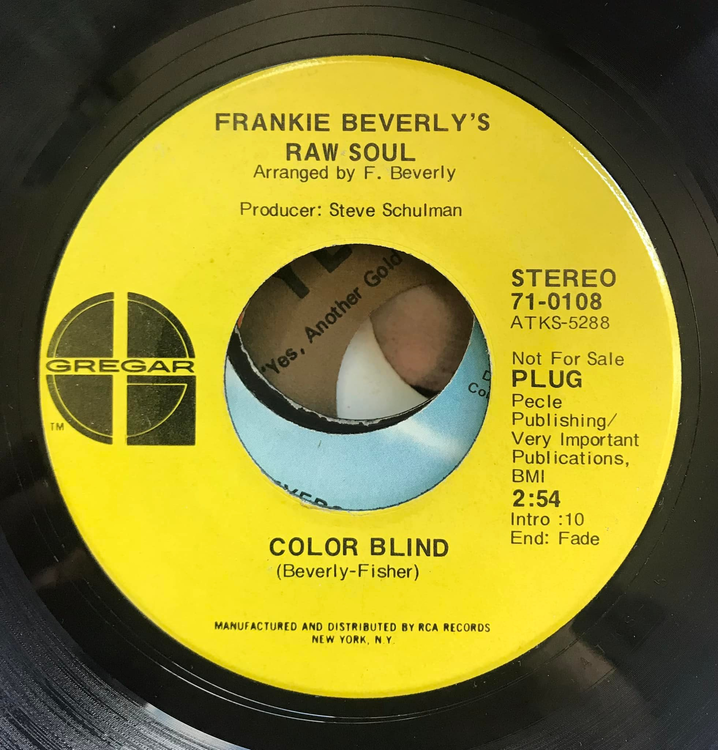 FRANKIE BEVERLY'S
RAW SOUL
Arranged by F. Beverly
Producer: Steve Schulman
STEREO
71-0108
ATKS-5288
Not For Sale
PLUG
Pecle
Publishing/
Very Important
Publications,
BMI
2:54
Intro :10
End: Fade
GREGAR
TM
"Yes, Another Gold
COLOR BLIND
(Beverly-Fisher)
MANUFACTURED AND DISTRIBUTED BY RCA RECORDS
NEW YORK, N.Y.